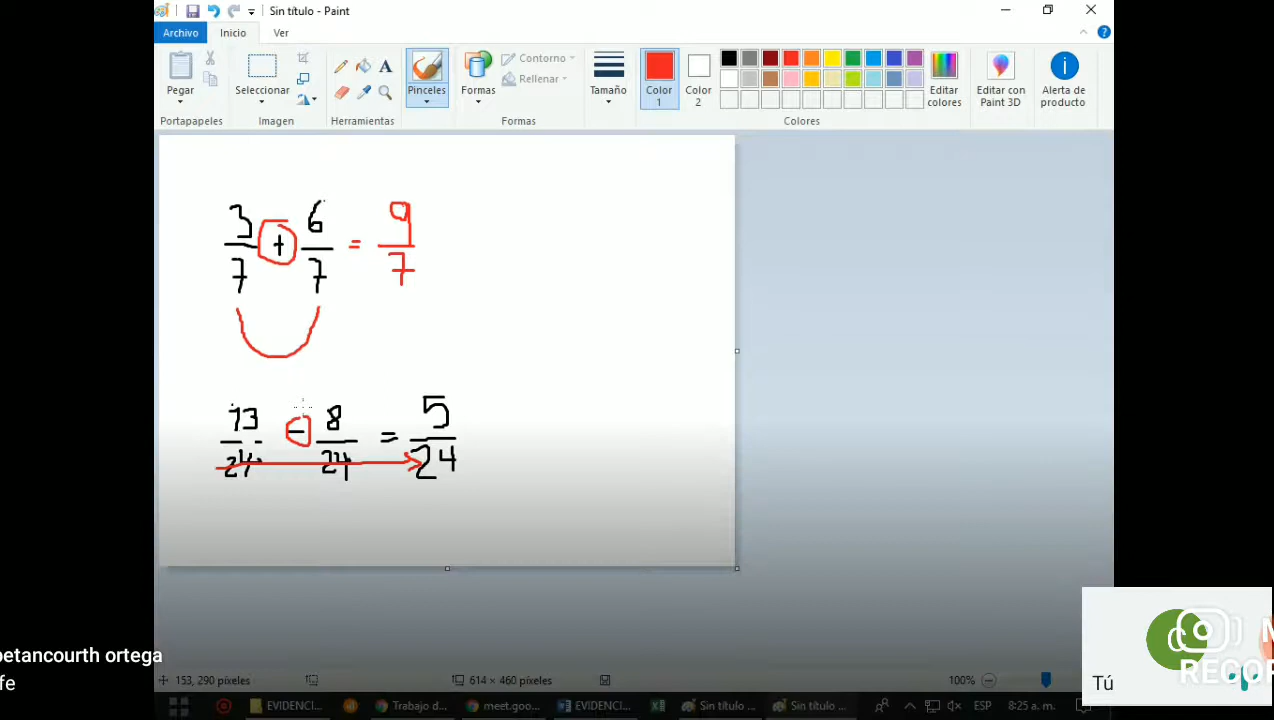 Sin título - Paint
Archivo Inicio Ver
Pegar Seleccionar Pinceles Formas Contorno Rellenar Tamaño Color 1 Color 2 Editar colores Editar con Paint 3D Alerta de producto
Portapapeles Imagen Herramientas Formas Colores
3/7 + 6/7 = 9/7
13/24 - 8/24 = 5/24
betancourth ortega
fe
Tú
RECOR
153, 290 píxeles 614 × 460 píxeles 100%
EVIDENCI... Trabajo d... meet.goo... EVIDENCI... Sin título ... Sin título ... ESP 8:25 a. m.